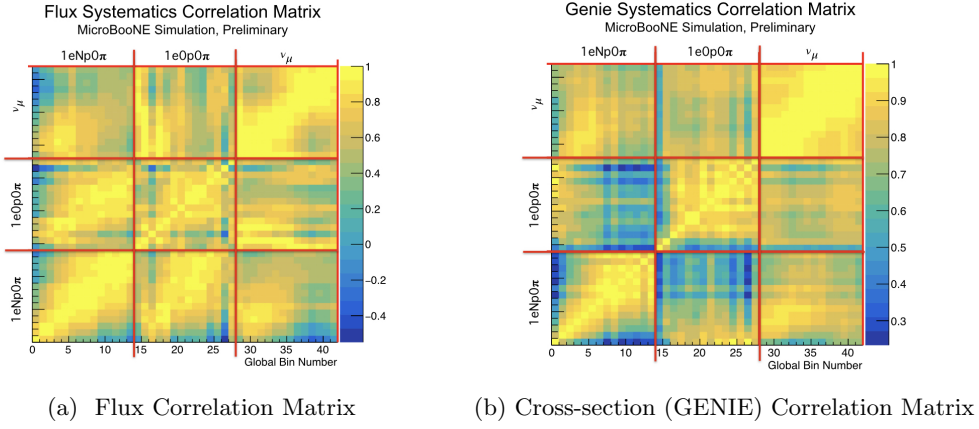 Flux Systematics Correlation Matrix
MicroBooNE Simulation, Preliminary
1eNp0π 1e0p0π νμ
νμ
1e0p0π
1eNp0π
1
0.8
0.6
0.4
0.2
0
−0.2
−0.4
0 5 10 15 20 25 30 35 40
Global Bin Number
(a) Flux Correlation Matrix
Genie Systematics Correlation Matrix
MicroBooNE Simulation, Preliminary
1eNp0π 1e0p0π νμ
νμ
1e0p0π
1eNp0π
1
0.9
0.8
0.7
0.6
0.5
0.4
0.3
0 5 10 15 20 25 30 35 40
Global Bin Number
(b) Cross-section (GENIE) Correlation Matrix